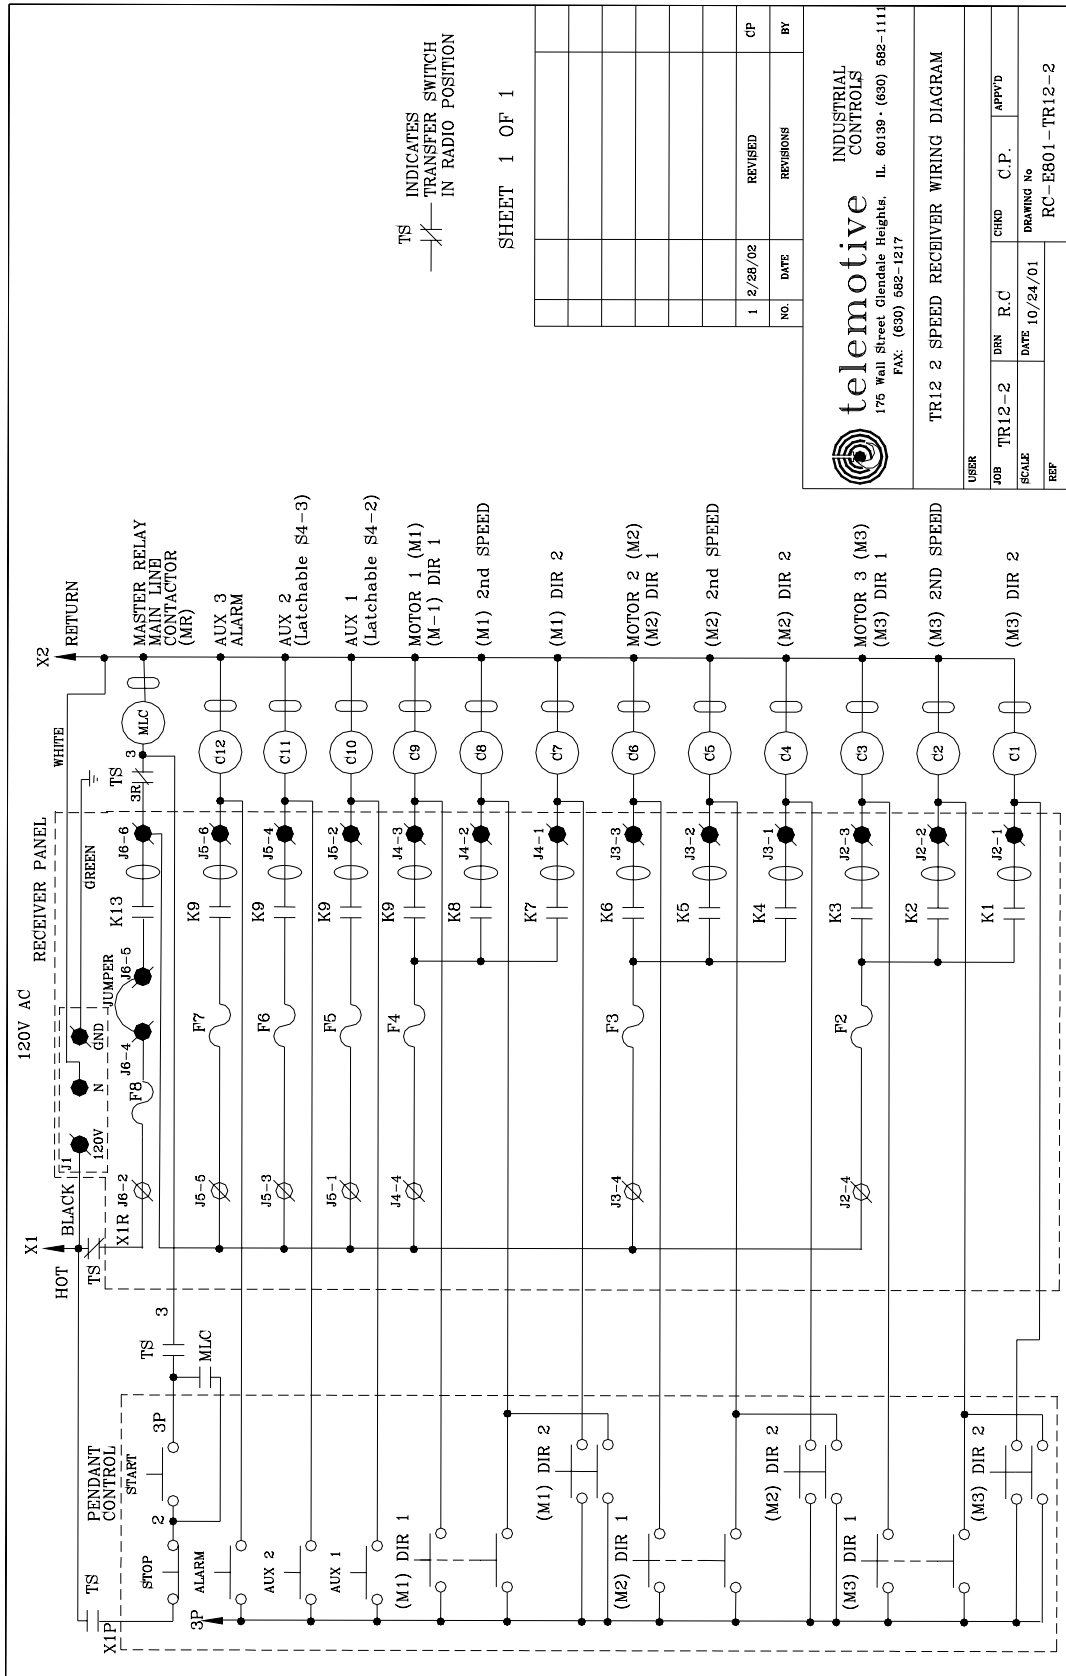 120V AC
X1
HOT
BLACK
TS
X1R
RECEIVER PANEL
J1
120V
N
GND
GREEN
WHITE
X2
RETURN
PENDANT
CONTROL
TS
X1P
STOP
2
START
3P
TS
3
MLC
J6-2
F8
J6-4
JUMPER
J6-5
K13
J6-6
3R
TS
3
MLC
MASTER RELAY
MAIN LINE
CONTACTOR
(MR)
ALARM
3P
J5-5
F7
K9
J5-6
C12
AUX 3
ALARM
AUX 2
J5-3
F6
K9
J5-4
C11
AUX 2
(Latchable S4-3)
AUX 1
J5-1
F5
K9
J5-2
C10
AUX 1
(Latchable S4-2)
(M1) DIR 1
J4-4
F4
K9
J4-3
C9
MOTOR 1 (M1)
(M-1) DIR 1
K8
J4-2
C8
(M1) 2nd SPEED
(M1) DIR 2
K7
J4-1
C7
(M1) DIR 2
(M2) DIR 1
J3-4
F3
K6
J3-3
C6
MOTOR 2 (M2)
(M2) DIR 1
K5
J3-2
C5
(M2) 2nd SPEED
(M2) DIR 2
K4
J3-1
C4
(M2) DIR 2
(M3) DIR 1
J2-4
F2
K3
J2-3
C3
MOTOR 3 (M3)
(M3) DIR 1
K2
J2-2
C2
(M3) 2ND SPEED
(M3) DIR 2
K1
J2-1
C1
(M3) DIR 2
TS
INDICATES
TRANSFER SWITCH
IN RADIO POSITION
SHEET 1 OF 1
1 2/28/02 REVISED CP
NO. DATE REVISIONS BY
telemotive INDUSTRIAL
CONTROLS
175 Wall Street Glendale Heights, IL 60139 · (630) 582-1111
FAX: (630) 582-1217
TR12 2 SPEED RECEIVER WIRING DIAGRAM
USER
JOB TR12-2 DRN R.C CHKD C.P. APPV'D
SCALE DATE 10/24/01 DRAWING No
REF RC-E801-TR12-2